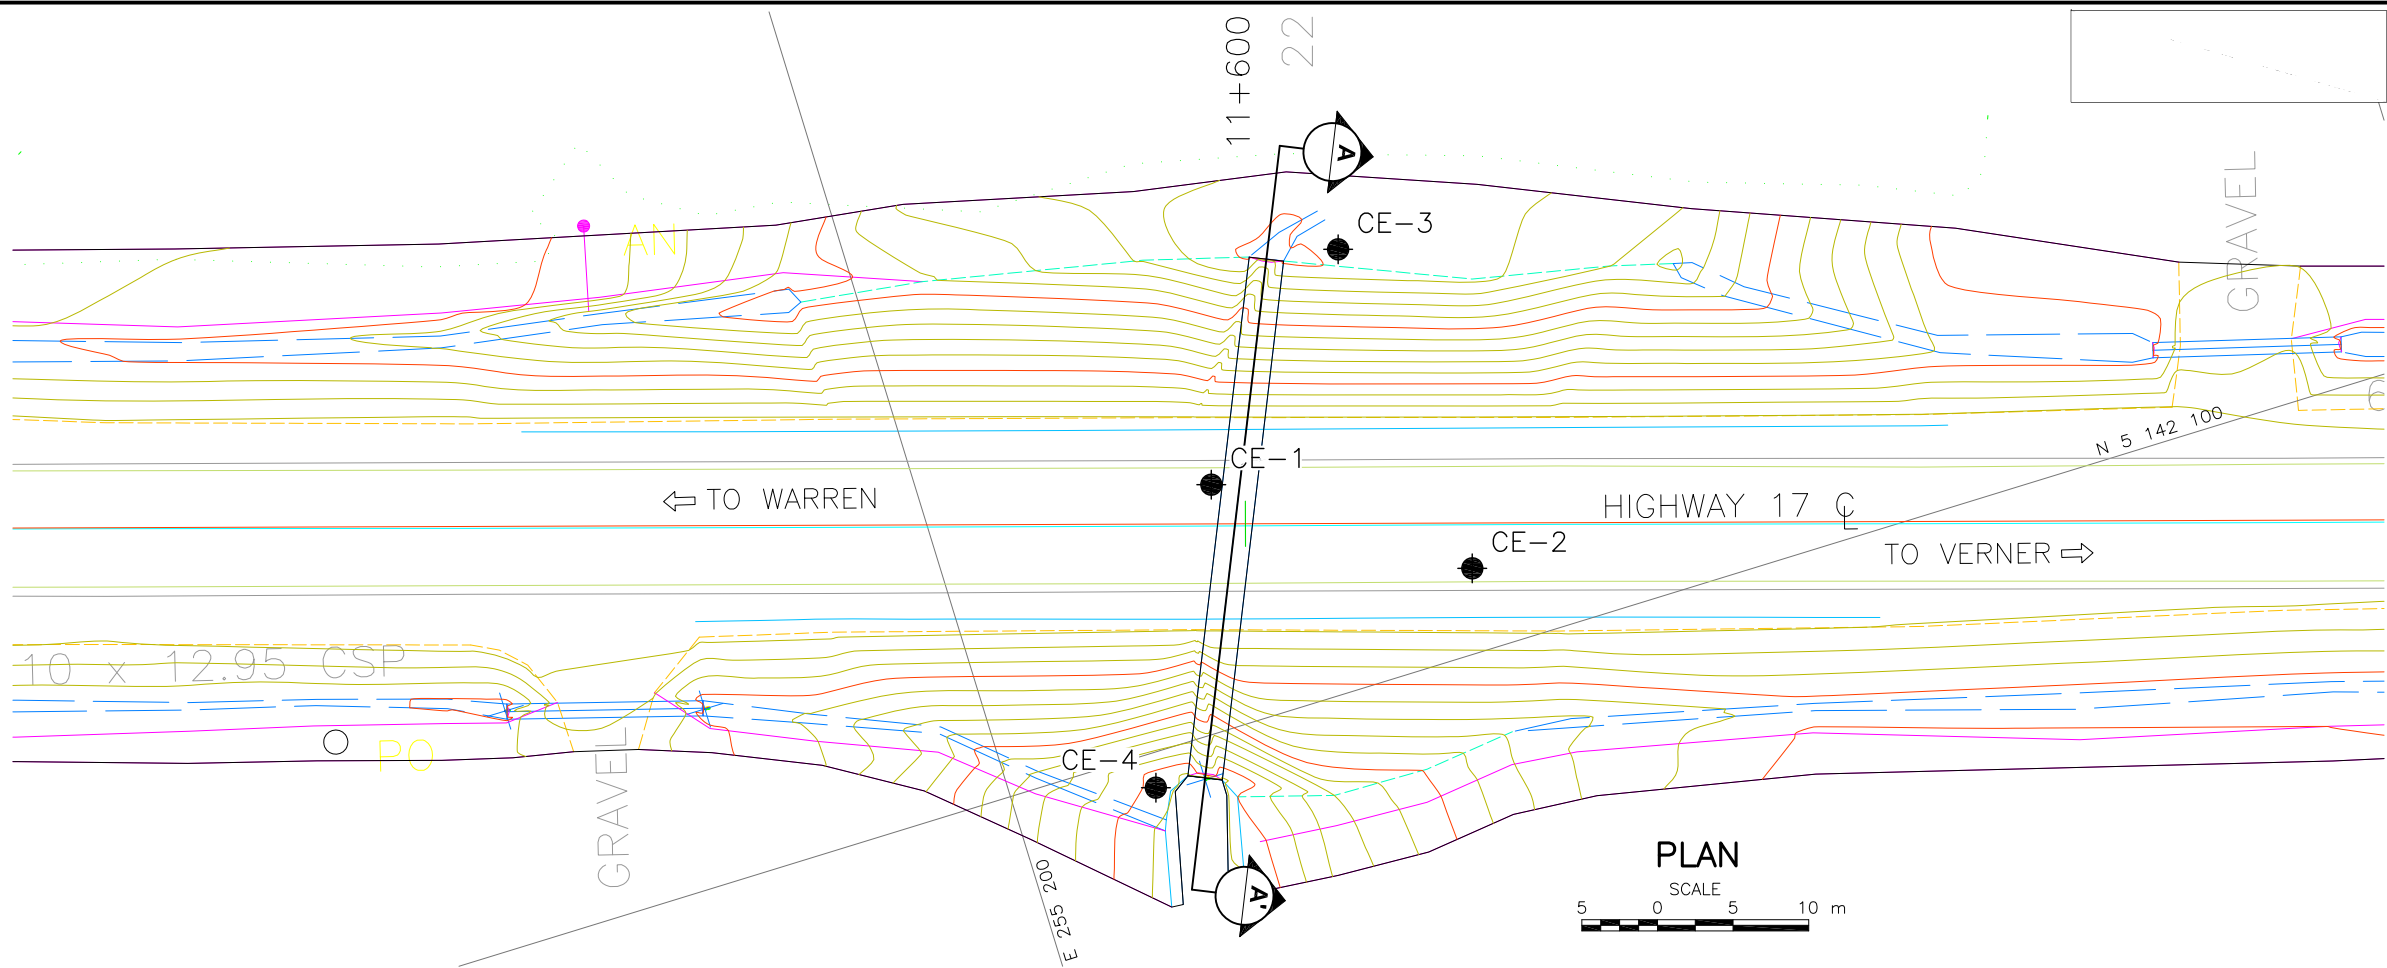 11+600
22
A
AN
CE-3
GRAVEL
6
N 5 142 100
CE-1
TO WARREN
HIGHWAY 17 ℄
CE-2
TO VERNER
10 x 12.95 CSP
PO
GRAVEL
CE-4
E 255 200
A'
PLAN
SCALE
5 0 5 10 m